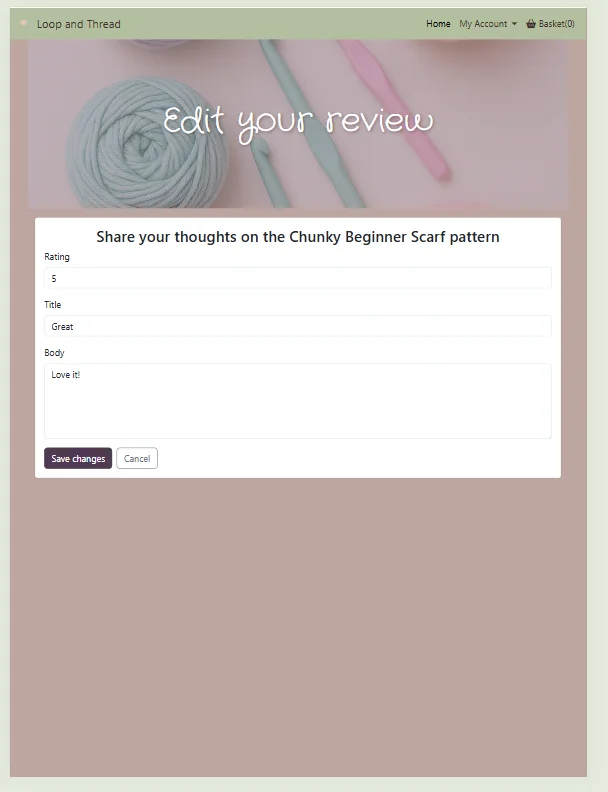 Loop and Thread
Home My Account Basket(0)
Edit your review
Share your thoughts on the Chunky Beginner Scarf pattern
Rating
5
Title
Great
Body
Love it!
Save changes Cancel